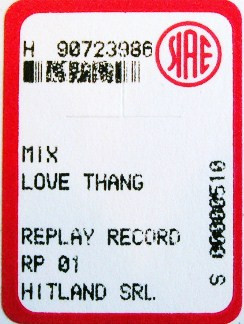 H 90723986
SIAE
MIX
LOVE THANG
REPLAY RECORD
RP 01
HITLAND SRL.
S 00000510